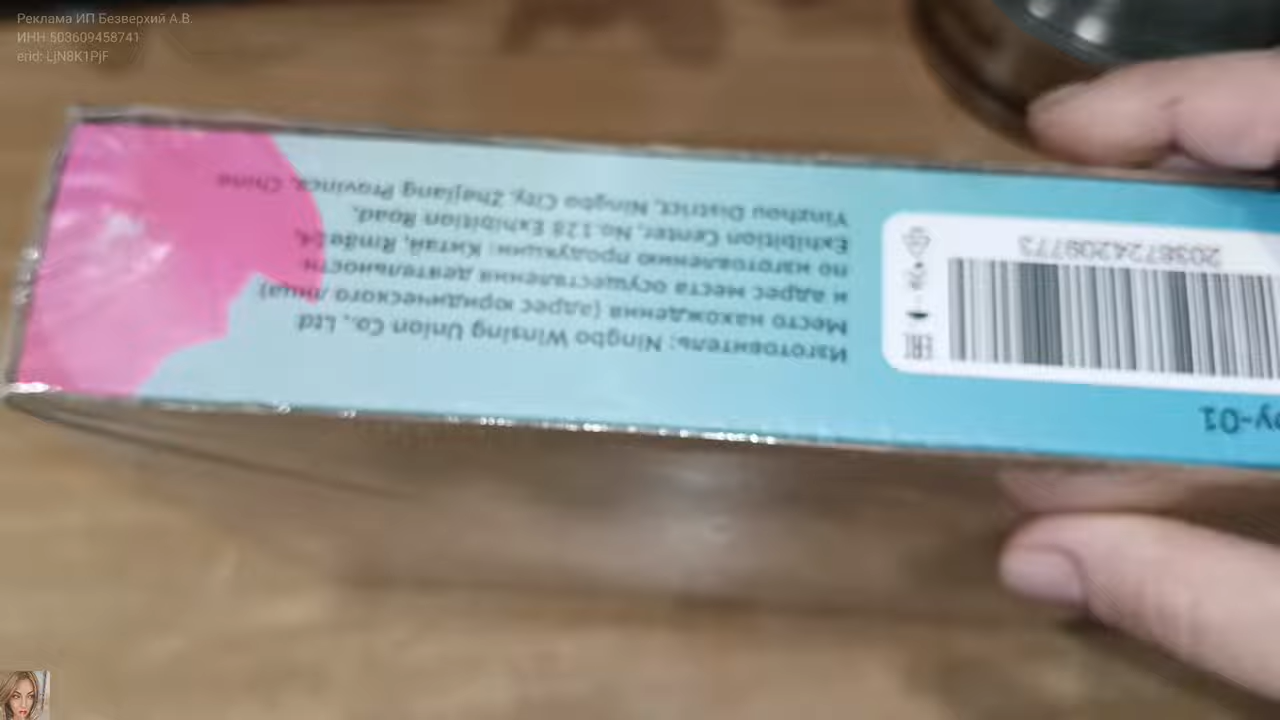 Реклама ИП Безверхий А.В.
ИНН 503609458741
erid: LjN8K1PjF
Изготовитель: Ningbo Winsing Union Co., Ltd
Место нахождения (адрес юридического лица)
и адрес места осуществления деятельности
по изготовлению продукции: Китай,
Exhibition Center, No.128 Exhibition Road,
Yinzhou District, Ningbo City, Zhejiang Province, China
2038724209773
EAC
ру-01